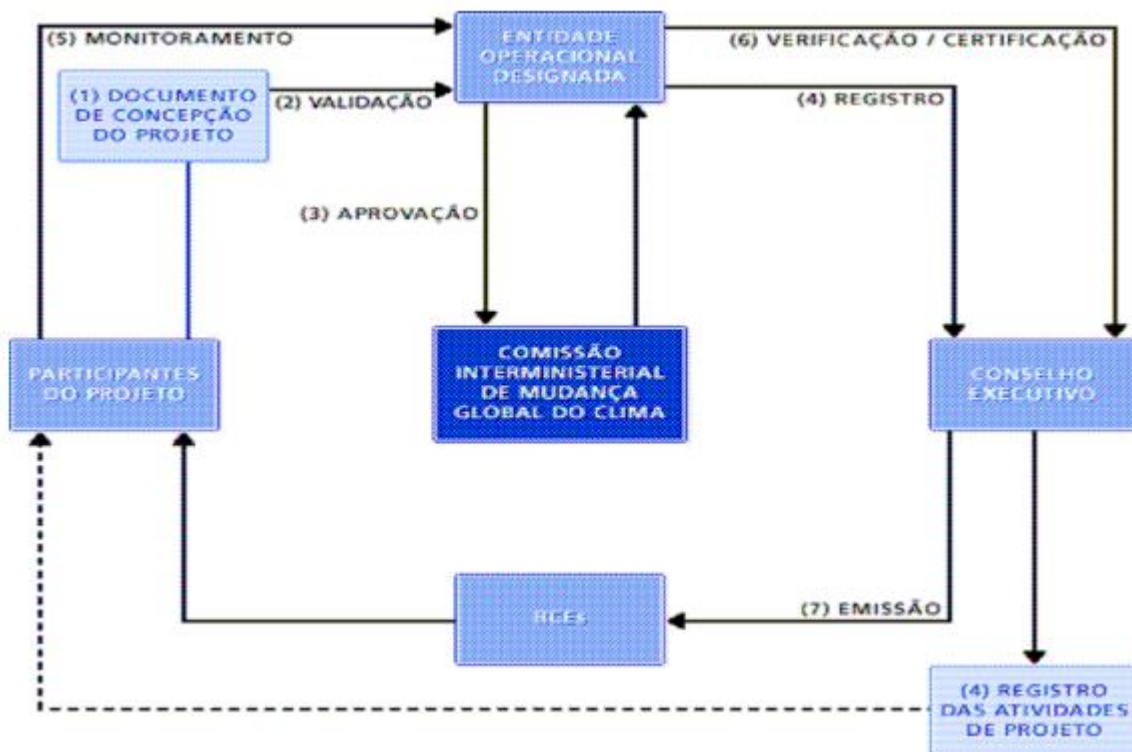 (5) MONITORAMENTO
ENTIDADE
OPERACIONAL
DESIGNADA
(6) VERIFICAÇÃO / CERTIFICAÇÃO
(1) DOCUMENTO
DE CONCEPÇÃO
DO PROJETO
(2) VALIDAÇÃO
(4) REGISTRO
(3) APROVAÇÃO
PARTICIPANTES
DO PROJETO
COMISSÃO
INTERMINISTERIAL
DE MUDANÇA
GLOBAL DO CLIMA
CONSELHO
EXECUTIVO
RCEs
(7) EMISSÃO
(4) REGISTRO
DAS ATIVIDADES
DE PROJETO